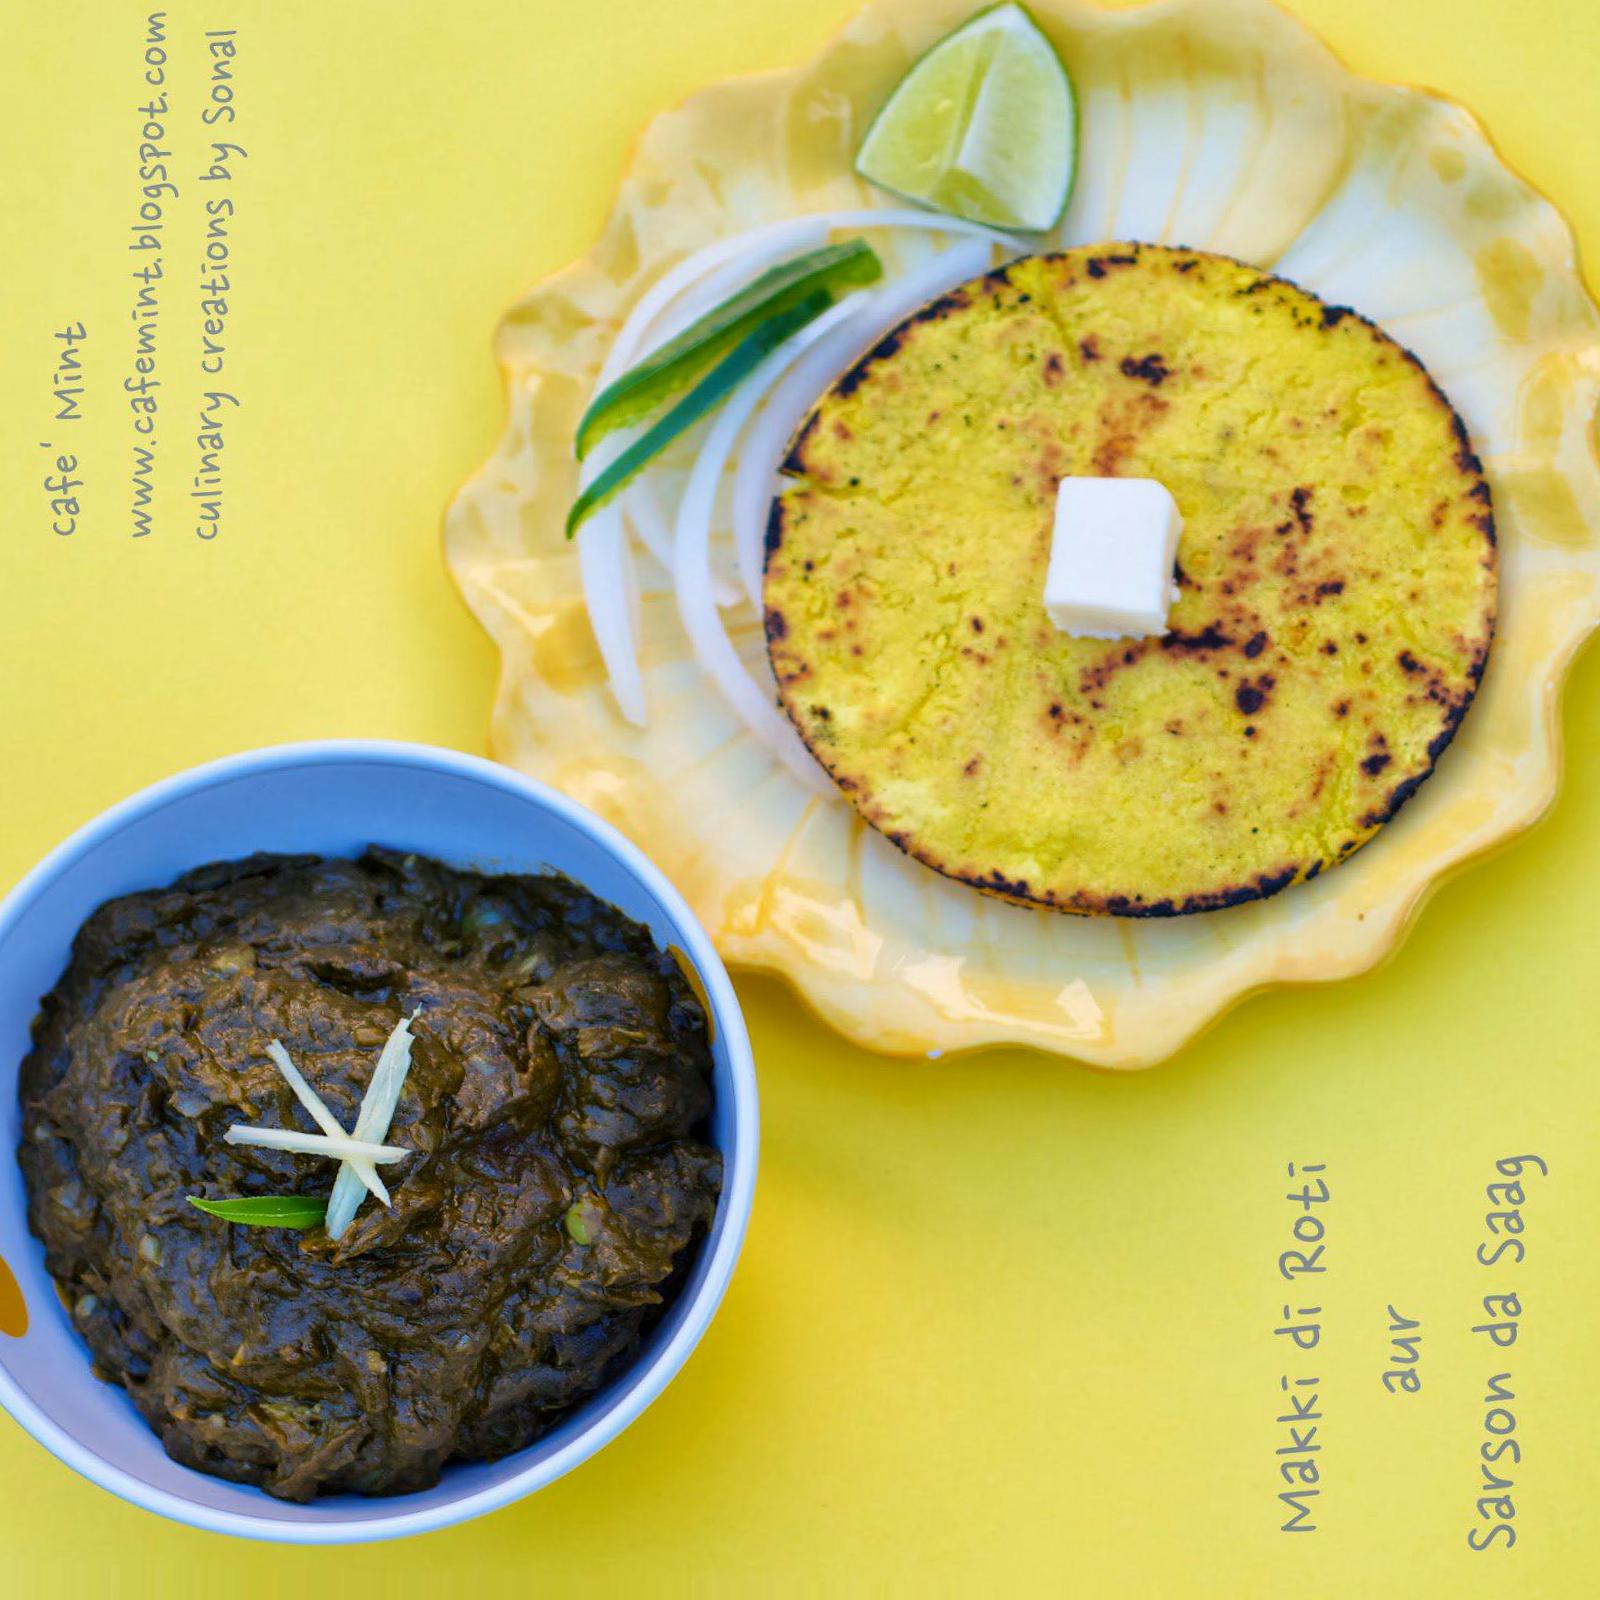 cafe' Mint
www.cafemint.blogspot.com
culinary creations by Sonal
Makki di Roti
aur
Sarson da Saag